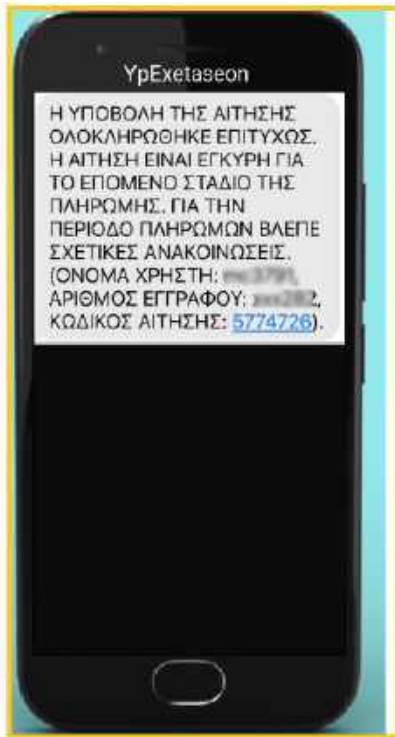 YpExetaseon
Η ΥΠΟΒΟΛΗ ΤΗΣ ΑΙΤΗΣΗΣ
ΟΛΟΚΛΗΡΩΘΗΚΕ ΕΠΙΤΥΧΩΣ.
Η ΑΙΤΗΣΗ ΕΙΝΑΙ ΕΓΚΥΡΗ ΓΙΑ
ΤΟ ΕΠΟΜΕΝΟ ΣΤΑΔΙΟ ΤΗΣ
ΠΛΗΡΩΜΗΣ. ΓΙΑ ΤΗΝ
ΠΕΡΙΟΔΟ ΠΛΗΡΩΜΩΝ ΒΛΕΠΕ
ΣΧΕΤΙΚΕΣ ΑΝΑΚΟΙΝΩΣΕΙΣ.
(ΟΝΟΜΑ ΧΡΗΣΤΗ:
ΑΡΙΘΜΟΣ ΕΓΓΡΑΦΟΥ:
ΚΩΔΙΚΟΣ ΑΙΤΗΣΗΣ: 5774726).